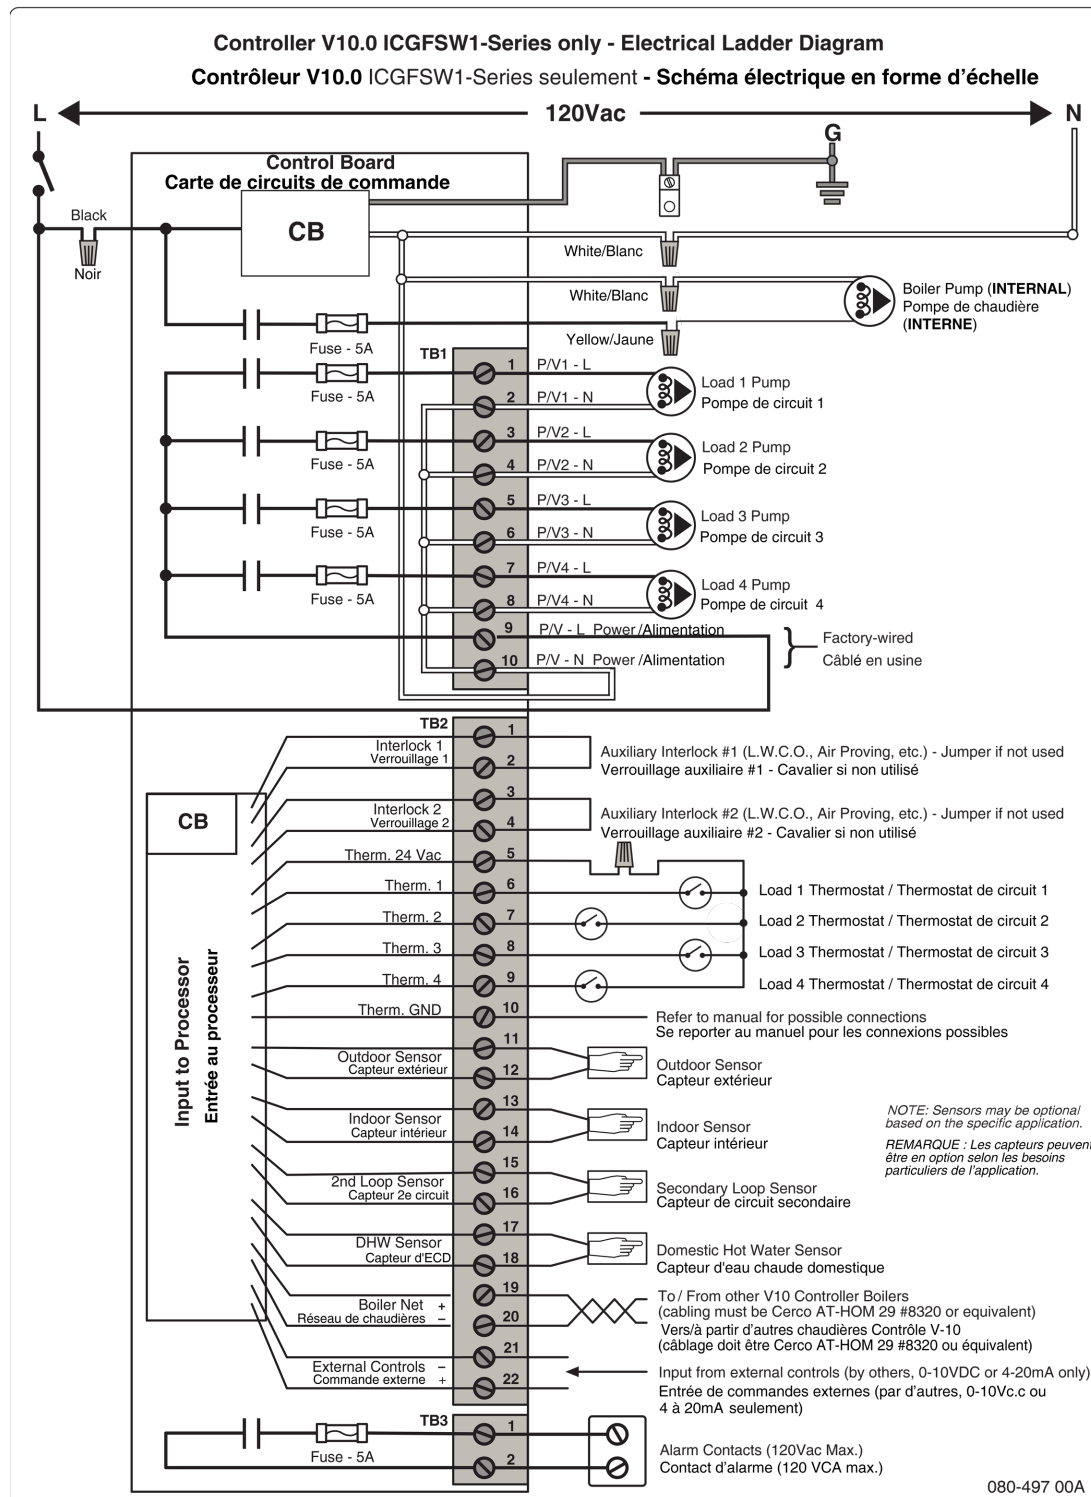 Controller V10.0 ICGFSW1-Series only - Electrical Ladder Diagram
Contrôleur V10.0 ICGFSW1-Series seulement - Schéma électrique en forme d'échelle
L
120Vac
N
G
Control Board
Carte de circuits de commande
CB
Black
Noir
White/Blanc
White/Blanc
Yellow/Jaune
Boiler Pump (INTERNAL)
Pompe de chaudière
(INTERNE)
Fuse - 5A
TB1
1 P/V1 - L
Fuse - 5A
2 P/V1 - N
Load 1 Pump
Pompe de circuit 1
3 P/V2 - L
Fuse - 5A
4 P/V2 - N
Load 2 Pump
Pompe de circuit 2
5 P/V3 - L
Fuse - 5A
6 P/V3 - N
Load 3 Pump
Pompe de circuit 3
7 P/V4 - L
Fuse - 5A
8 P/V4 - N
Load 4 Pump
Pompe de circuit 4
9 P/V - L Power/Alimentation
10 P/V - N Power/Alimentation
Factory-wired
Câblé en usine
TB2
1
Interlock 1
Verrouillage 1
2
Auxiliary Interlock #1 (L.W.C.O., Air Proving, etc.) - Jumper if not used
Verrouillage auxiliaire #1 - Cavalier si non utilisé
3
CB
Interlock 2
Verrouillage 2
4
Auxiliary Interlock #2 (L.W.C.O., Air Proving, etc.) - Jumper if not used
Verrouillage auxiliaire #2 - Cavalier si non utilisé
Therm. 24 Vac 5
Therm. 1 6
Load 1 Thermostat / Thermostat de circuit 1
Therm. 2 7
Load 2 Thermostat / Thermostat de circuit 2
Therm. 3 8
Load 3 Thermostat / Thermostat de circuit 3
Therm. 4 9
Load 4 Thermostat / Thermostat de circuit 4
Therm. GND 10
Refer to manual for possible connections
Se reporter au manuel pour les connexions possibles
Input to Processor
Entrée au processeur
11
Outdoor Sensor
Capteur extérieur
12
Outdoor Sensor
Capteur extérieur
13
Indoor Sensor
Capteur intérieur
14
Indoor Sensor
Capteur intérieur
NOTE: Sensors may be optional
based on the specific application.
REMARQUE : Les capteurs peuvent
être en option selon les besoins
particuliers de l'application.
15
2nd Loop Sensor
Capteur 2e circuit
16
Secondary Loop Sensor
Capteur de circuit secondaire
17
DHW Sensor
Capteur d'ECD
18
Domestic Hot Water Sensor
Capteur d'eau chaude domestique
19
Boiler Net +
Réseau de chaudières –
20
To / From other V10 Controller Boilers
(cabling must be Cerco AT-HOM 29 #8320 or equivalent)
Vers/à partir d'autres chaudières Contrôle V-10
(câblage doit être Cerco AT-HOM 29 #8320 ou équivalent)
21
External Controls –
Commande externe +
22
Input from external controls (by others, 0-10VDC or 4-20mA only)
Entrée de commandes externes (par d'autres, 0-10Vc.c ou
4 à 20mA seulement)
TB3
1
Fuse - 5A
2
Alarm Contacts (120Vac Max.)
Contact d'alarme (120 VCA max.)
080-497 00A